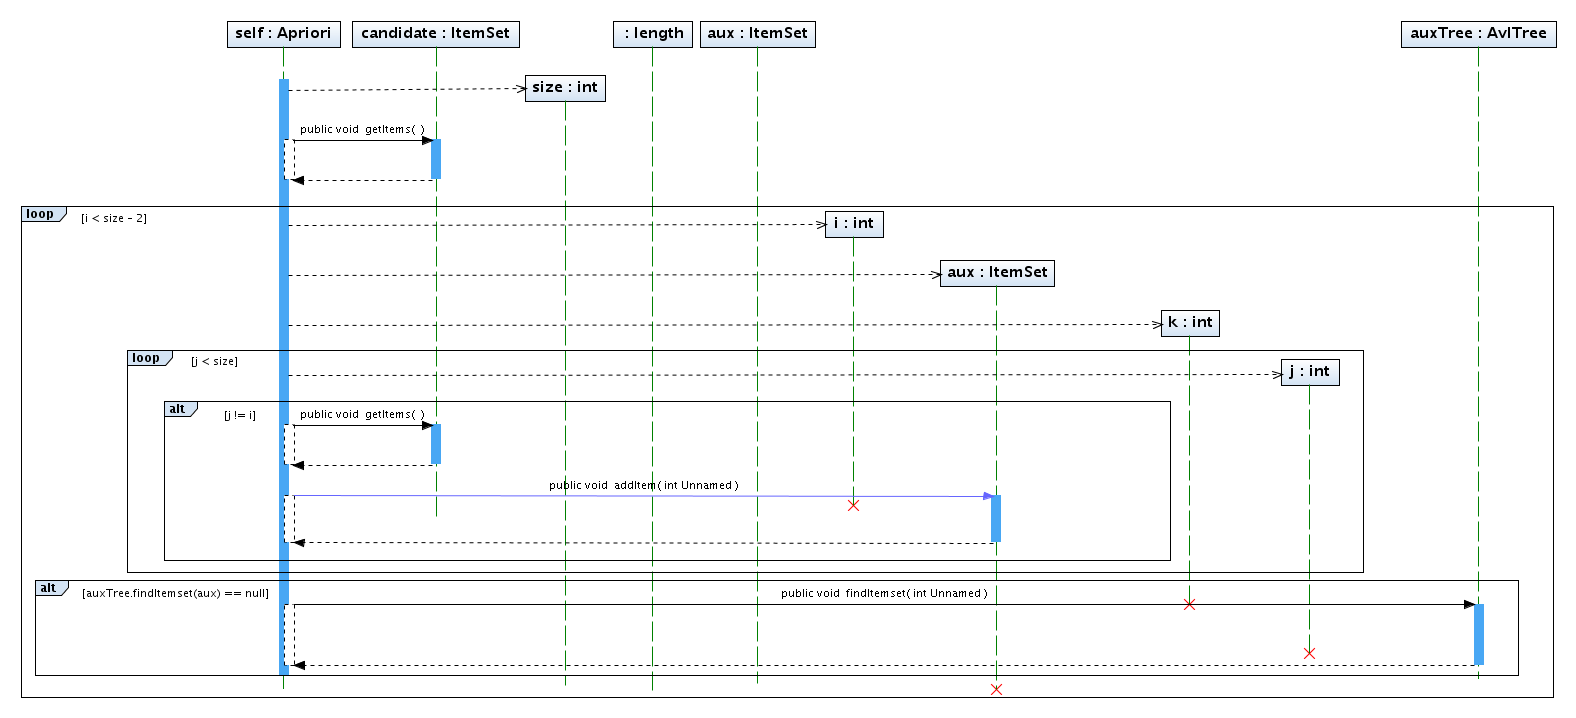 self : Apriori
candidate : ItemSet
: length
aux : ItemSet
auxTree : AvlTree
size : int
public void getItems( )
loop
[i < size - 2]
i : int
aux : ItemSet
k : int
loop
[j < size]
j : int
alt
[j != i]
public void getItems( )
public void addItem( int Unnamed )
alt
[auxTree.findItemset(aux) == null]
public void findItemset( int Unnamed )